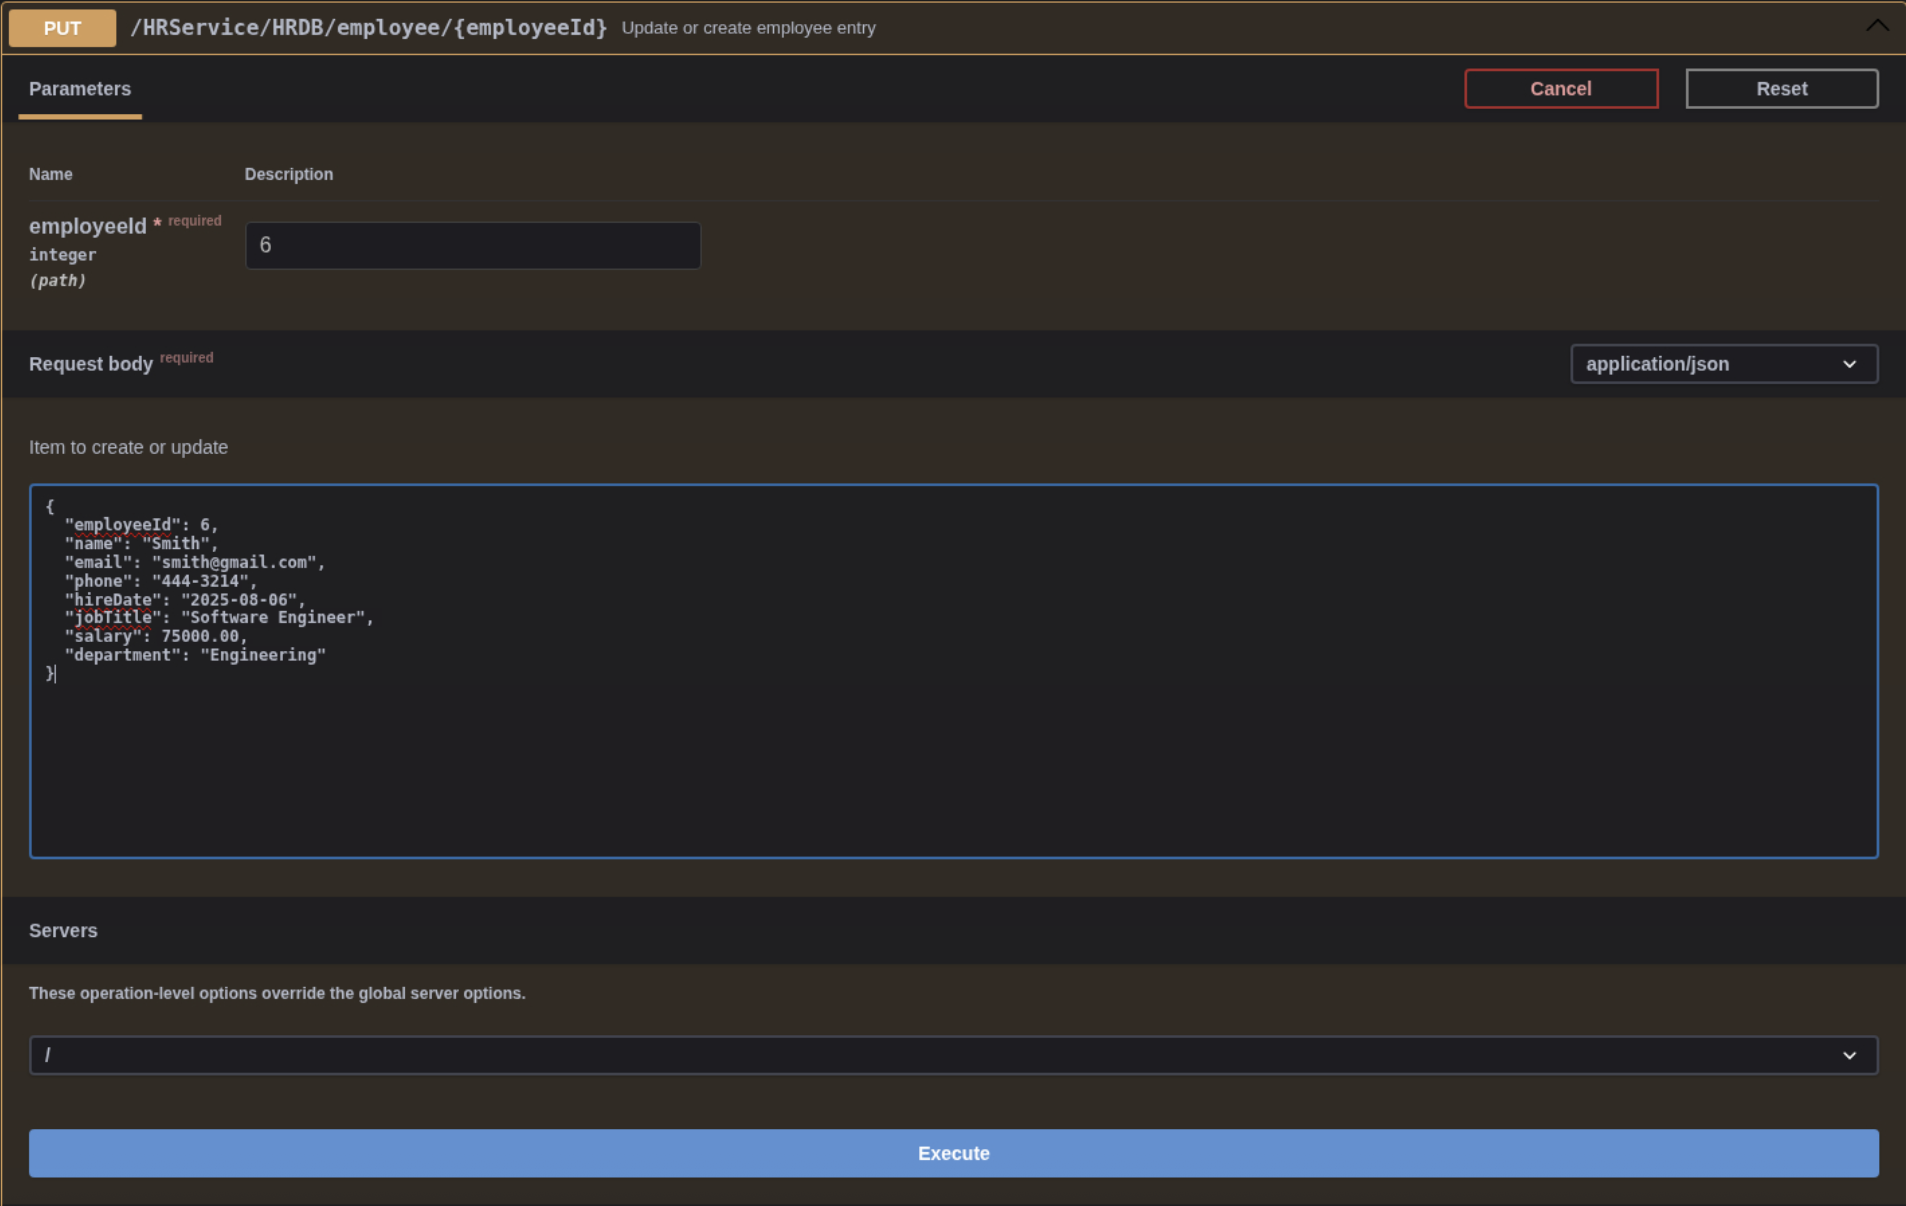 PUT /HRService/HRDB/employee/{employeeId} Update or create employee entry
Parameters Cancel Reset
Name Description
employeeId * required 6
integer
(path)
Request body required application/json
Item to create or update
{
  "employeeId": 6,
  "name": "Smith",
  "email": "smith@gmail.com",
  "phone": "444-3214",
  "hireDate": "2025-08-06",
  "jobTitle": "Software Engineer",
  "salary": 75000.00,
  "department": "Engineering"
}
Servers
These operation-level options override the global server options.
/
Execute